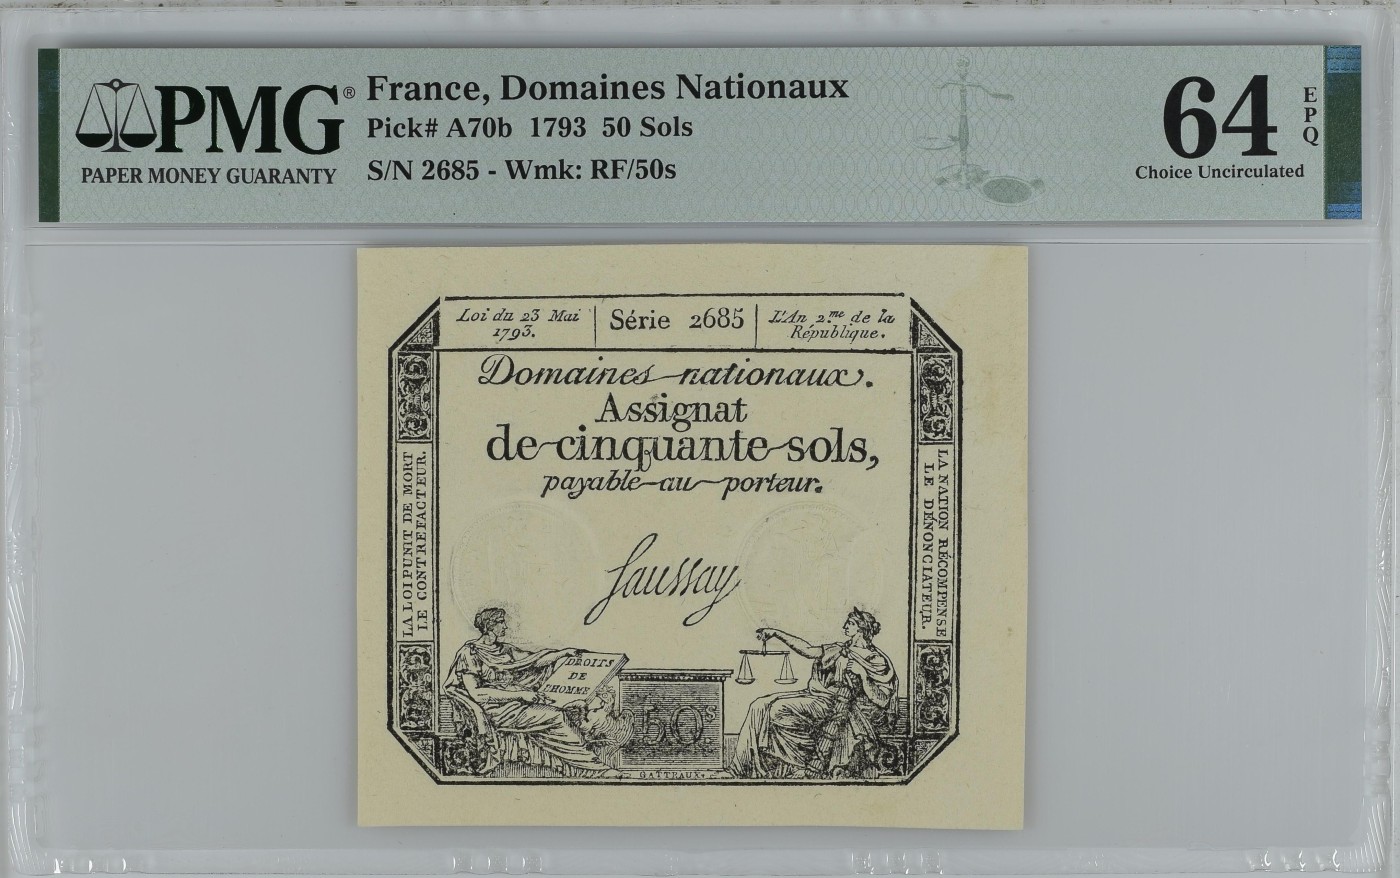 PMG®
PAPER MONEY GUARANTY
France, Domaines Nationaux
Pick# A70b 1793 50 Sols
S/N 2685 - Wmk: RF/50s
64
EPQ
Choice Uncirculated
Loi du 23 Mai
1793.
Série 2685
L'An 2.me de la
République.
Domaines nationaux.
Assignat
de cinquante sols,
payable au porteur.
LA LOI PUNIT DE MORT
LE CONTREFACTEUR.
LA NATION RÉCOMPENSE
LE DÉNONCIATEUR.
Saussay
DROITS
DE
L'HOMME
50s
GATTEAUX.